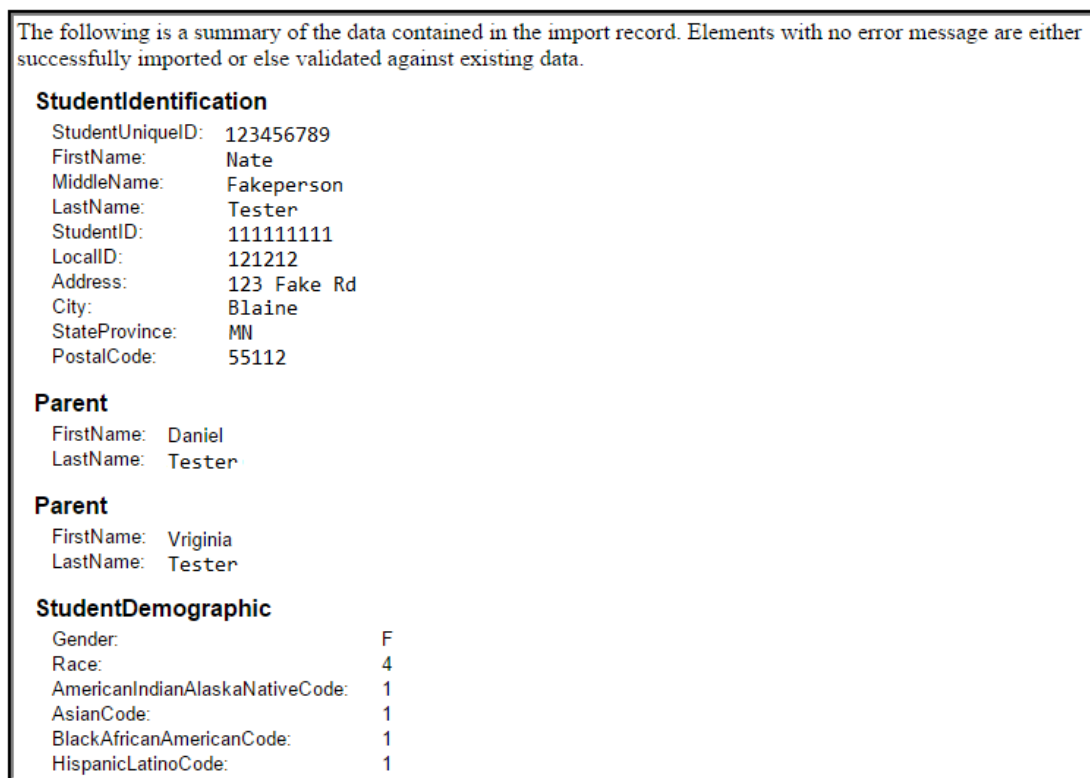 The following is a summary of the data contained in the import record. Elements with no error message are either
successfully imported or else validated against existing data.
StudentIdentification
StudentUniqueID: 123456789
FirstName: Nate
MiddleName: Fakeperson
LastName: Tester
StudentID: 111111111
LocalID: 121212
Address: 123 Fake Rd
City: Blaine
StateProvince: MN
PostalCode: 55112
Parent
FirstName: Daniel
LastName: Tester
Parent
FirstName: Vriginia
LastName: Tester
StudentDemographic
Gender: F
Race: 4
AmericanIndianAlaskaNativeCode: 1
AsianCode: 1
BlackAfricanAmericanCode: 1
HispanicLatinoCode: 1